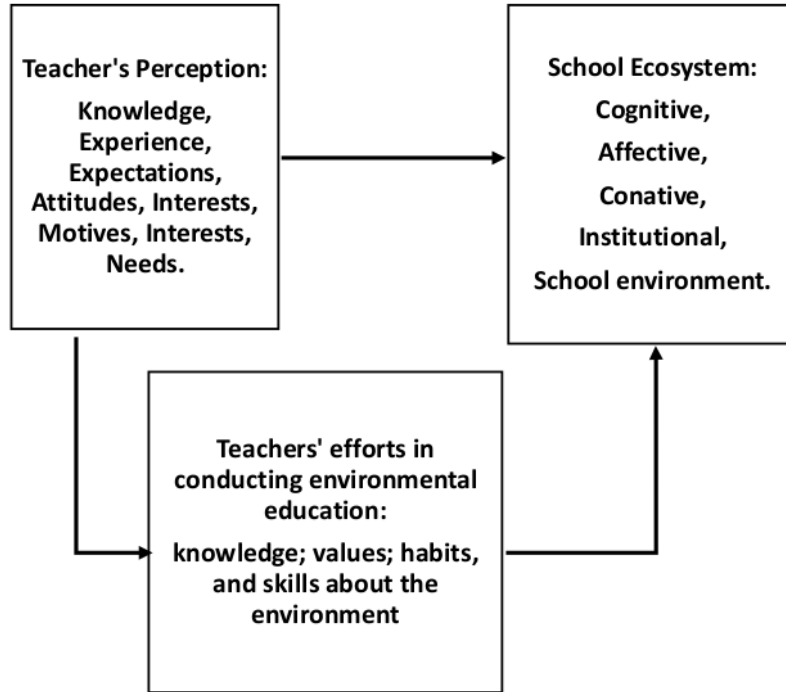 Teacher's Perception:
Knowledge,
Experience,
Expectations,
Attitudes, Interests,
Motives, Interests,
Needs.
School Ecosystem:
Cognitive,
Affective,
Conative,
Institutional,
School environment.
Teachers' efforts in
conducting environmental
education:
knowledge; values; habits,
and skills about the
environment